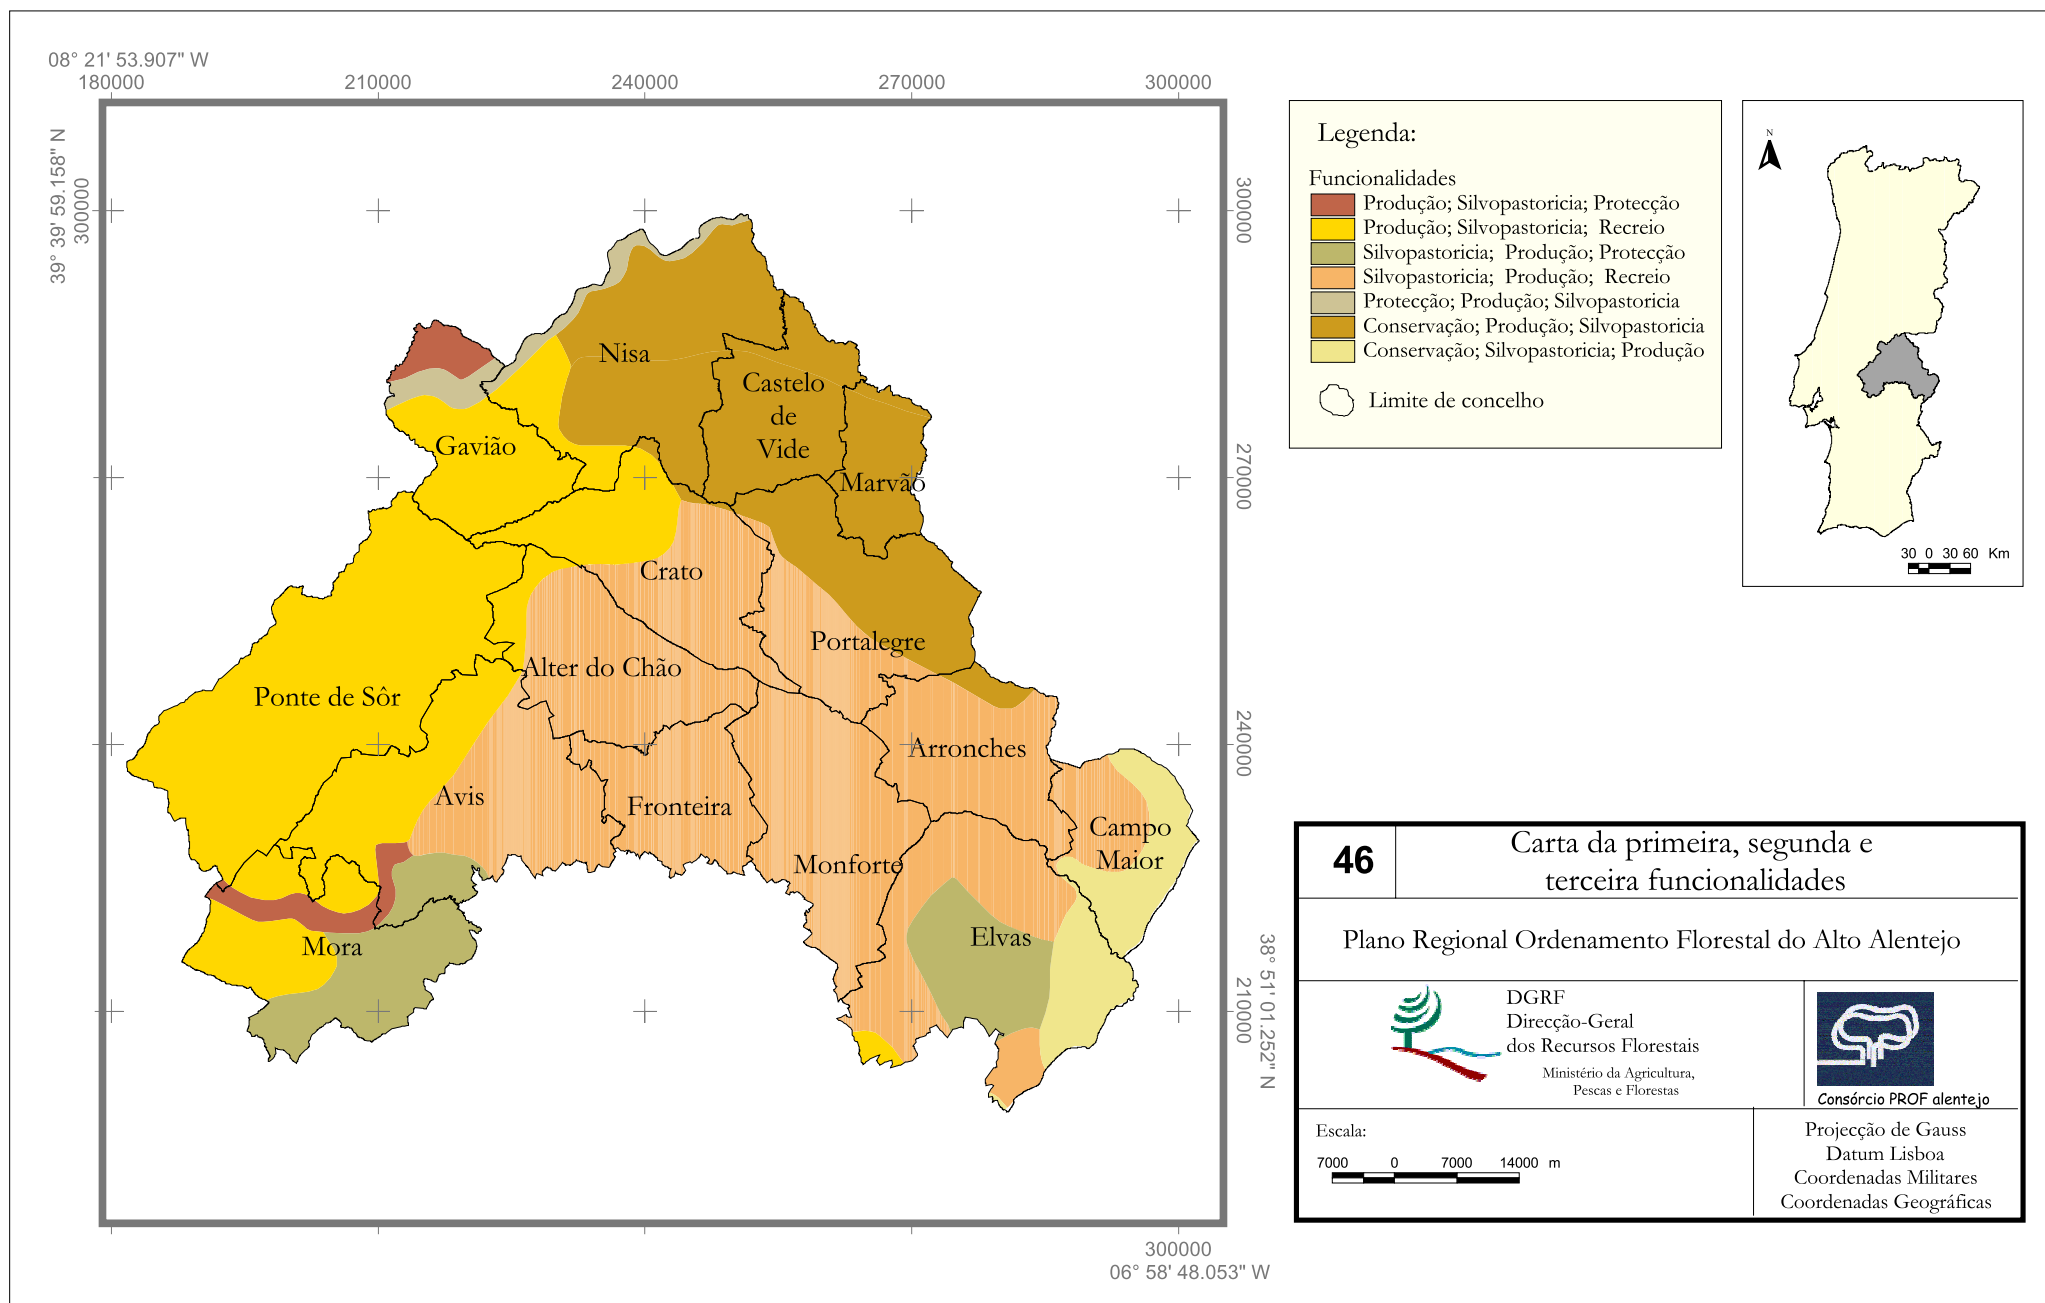 08° 21' 53.907" W
180000 210000 240000 270000 300000
39° 39' 59.158" N
300000
300000
270000
240000
210000
38° 51' 01.252" N
300000
06° 58' 48.053" W
Nisa
Castelo
de
Vide
Gavião
Marvão
Crato
Portalegre
Alter do Chão
Ponte de Sôr
Arronches
Avis
Fronteira
Campo
Maior
Monforte
Elvas
Mora
Legenda:
Funcionalidades
Produção; Silvopastoricia; Protecção
Produção; Silvopastoricia; Recreio
Silvopastoricia; Produção; Protecção
Silvopastoricia; Produção; Recreio
Protecção; Produção; Silvopastoricia
Conservação; Produção; Silvopastoricia
Conservação; Silvopastoricia; Produção
Limite de concelho
N
30 0 30 60 Km
46
Carta da primeira, segunda e
terceira funcionalidades
Plano Regional Ordenamento Florestal do Alto Alentejo
DGRF
Direcção-Geral
dos Recursos Florestais
Ministério da Agricultura,
Pescas e Florestas
Consórcio PROF alentejo
Escala:
7000 0 7000 14000 m
Projecção de Gauss
Datum Lisboa
Coordenadas Militares
Coordenadas Geográficas